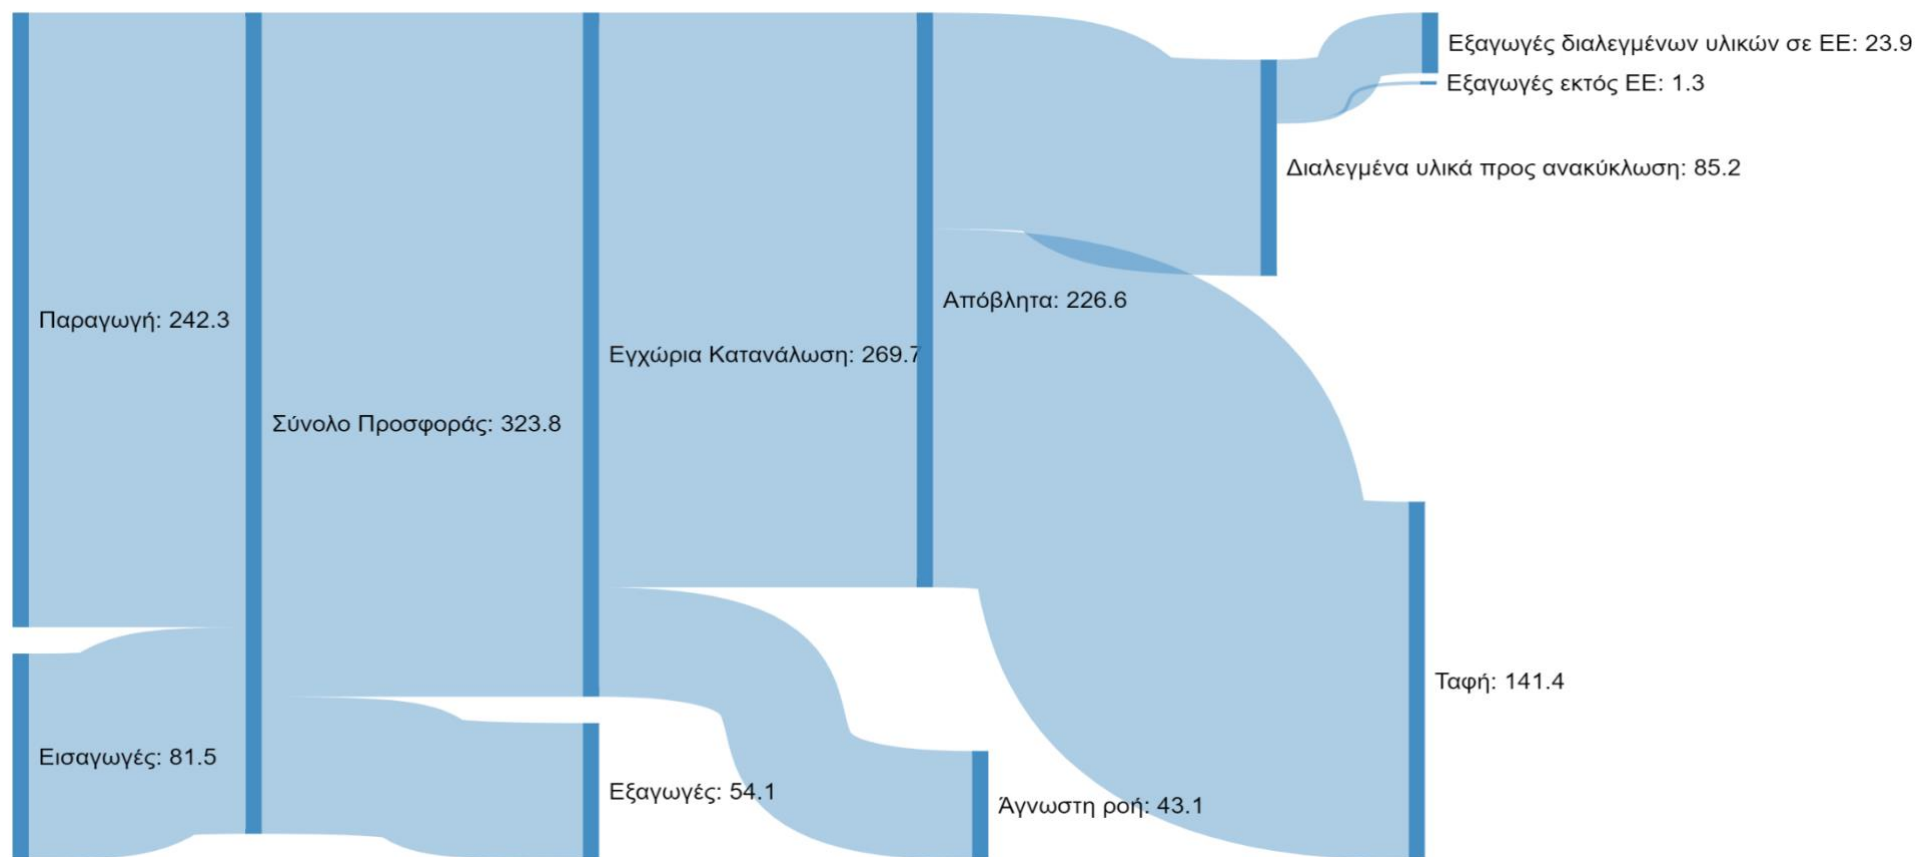 Εξαγωγές διαλεγμένων υλικών σε ΕΕ: 23.9
Εξαγωγές εκτός ΕΕ: 1.3
Διαλεγμένα υλικά προς ανακύκλωση: 85.2
Απόβλητα: 226.6
Παραγωγή: 242.3
Εγχώρια Κατανάλωση: 269.7
Σύνολο Προσφοράς: 323.8
Ταφή: 141.4
Εισαγωγές: 81.5
Εξαγωγές: 54.1
Άγνωστη ροή: 43.1